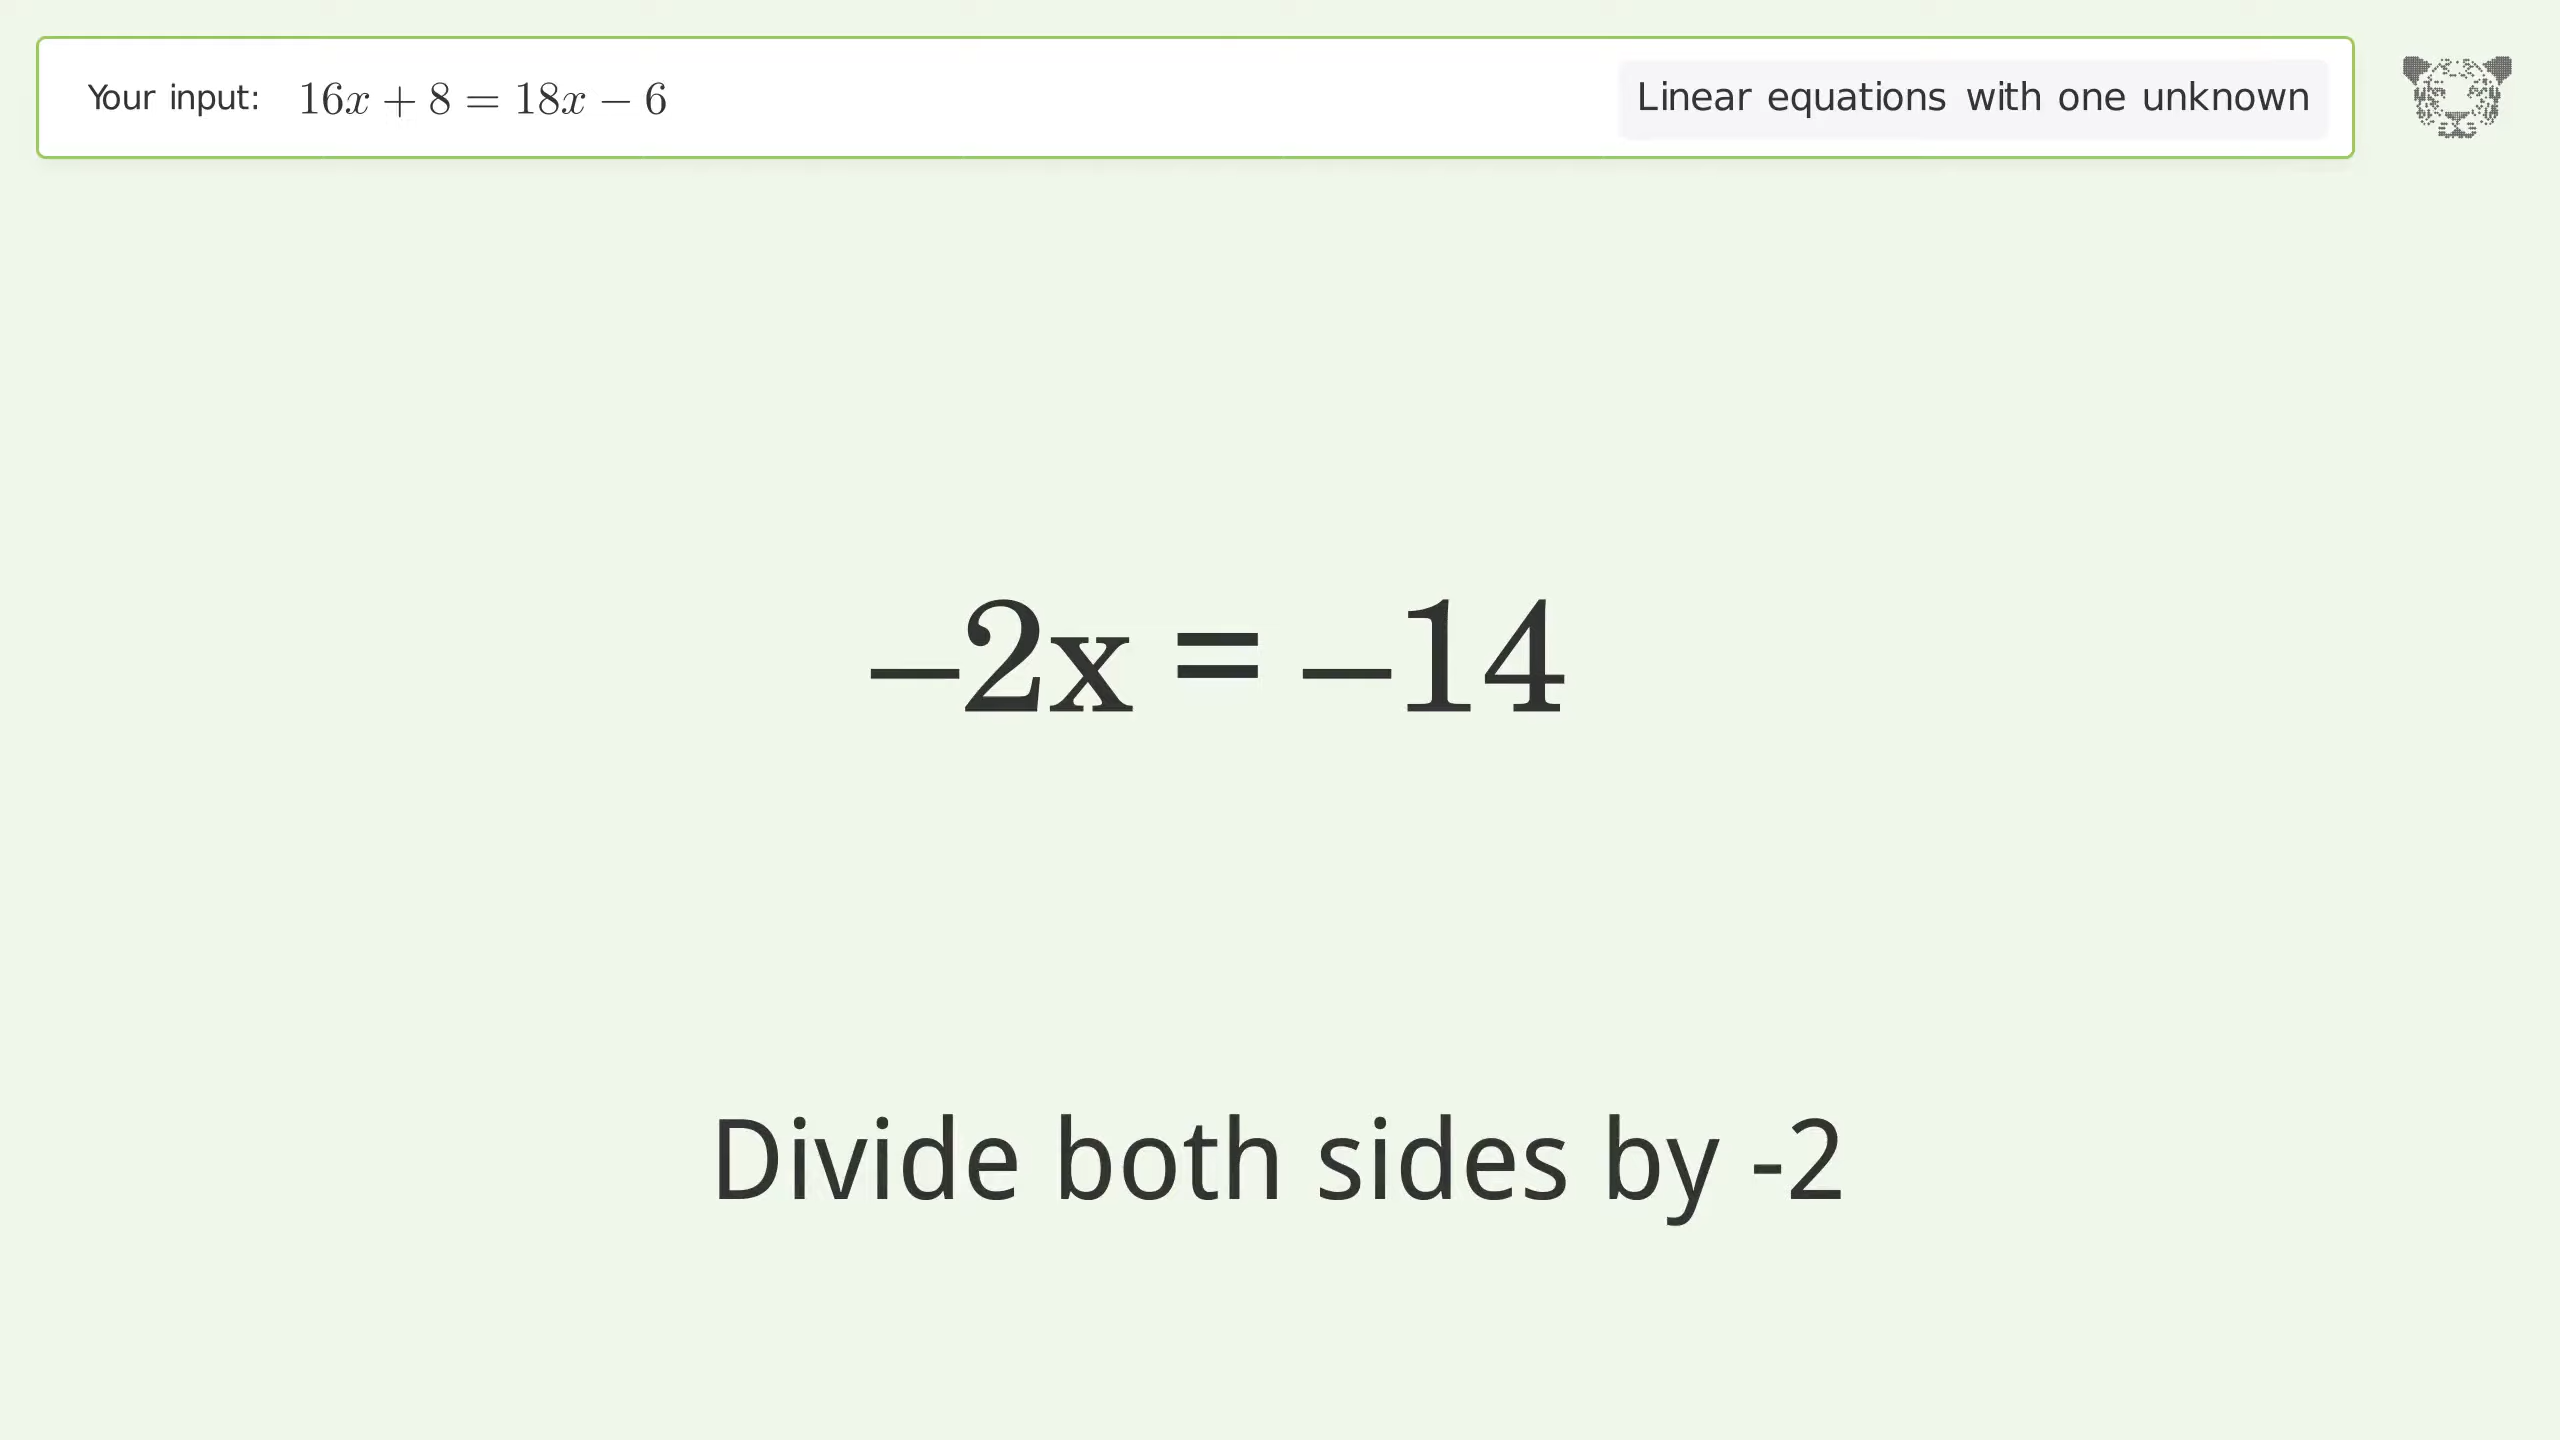 Your input: 16x + 8 = 18x − 6 Linear equations with one unknown
−2x = −14
Divide both sides by -2